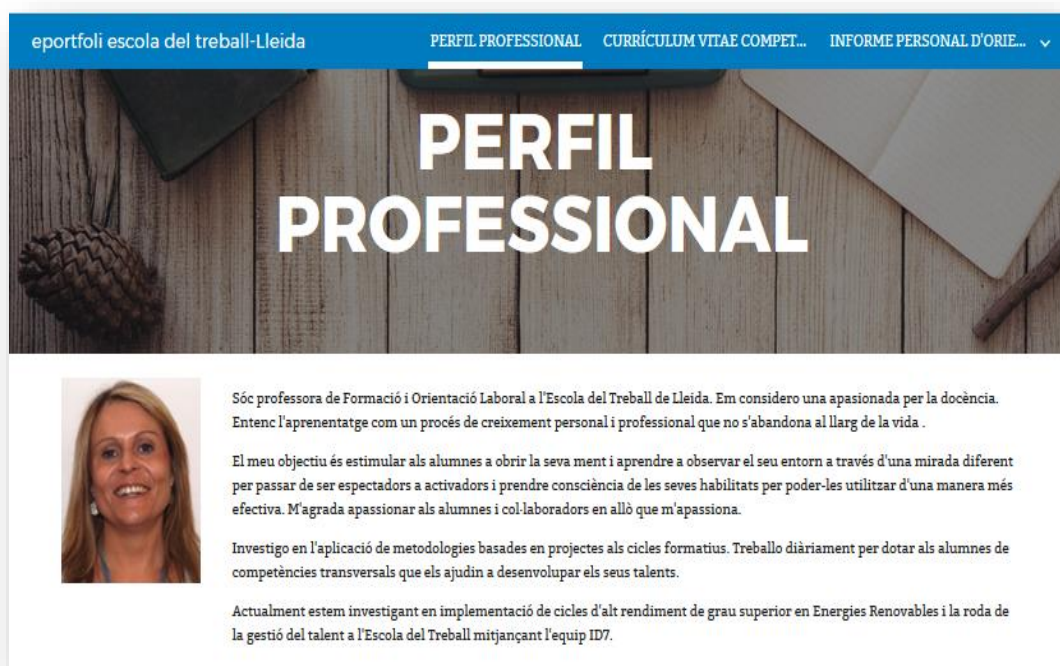 eportfoli escola del treball-Lleida
PERFIL PROFESSIONAL
CURRÍCULUM VITAE COMPET...
INFORME PERSONAL D'ORIE...
PERFIL
PROFESSIONAL
Sóc professora de Formació i Orientació Laboral a l'Escola del Treball de Lleida. Em considero una apasionada per la docència.
Entenc l'aprenentatge com un procés de creixement personal i professional que no s'abandona al llarg de la vida .
El meu objectiu és estimular als alumnes a obrir la seva ment i aprendre a observar el seu entorn a través d'una mirada diferent
per passar de ser espectadors a activadors i prendre consciència de les seves habilitats per poder-les utilitzar d'una manera més
efectiva. M'agrada apassionar als alumnes i col·laboradors en allò que m'apassiona.
Investigo en l'aplicació de metodologies basades en projectes als cicles formatius. Treballo diàriament per dotar als alumnes de
competències transversals que els ajudin a desenvolupar els seus talents.
Actualment estem investigant en implementació de cicles d'alt rendiment de grau superior en Energies Renovables i la roda de
la gestió del talent a l'Escola del Treball mitjançant l'equip ID7.